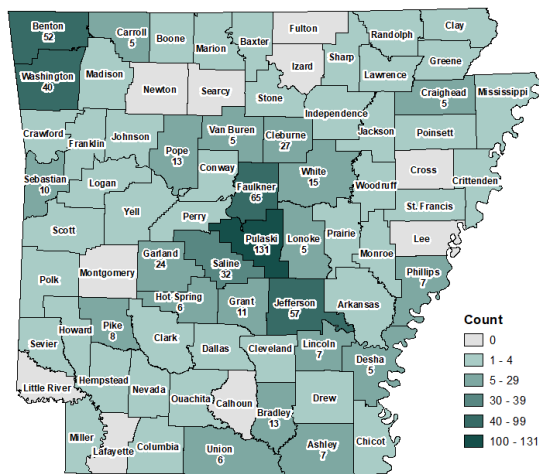 Benton
52
Carroll
5
Boone
Marion
Baxter
Fulton
Randolph
Clay
Washington
40
Madison
Newton
Searcy
Izard
Sharp
Lawrence
Greene
Stone
Independence
Craighead
5
Mississippi
Crawford
Franklin
Johnson
Pope
13
Van Buren
5
Cleburne
27
Jackson
Poinsett
Sebastian
10
Logan
Conway
Faulkner
65
White
15
Woodruff
Cross
Crittenden
Scott
Yell
Perry
Pulaski
131
Lonoke
5
Prairie
St. Francis
Lee
Monroe
Polk
Montgomery
Garland
24
Saline
32
Phillips
7
Hot Spring
6
Grant
11
Jefferson
57
Arkansas
Howard
Pike
8
Clark
Dallas
Cleveland
Lincoln
7
Desha
5
Sevier
Little River
Hempstead
Nevada
Ouachita
Calhoun
Bradley
13
Drew
Miller
Lafayette
Columbia
Union
6
Ashley
7
Chicot
Count
0
1 - 4
5 - 29
30 - 39
40 - 99
100 - 131